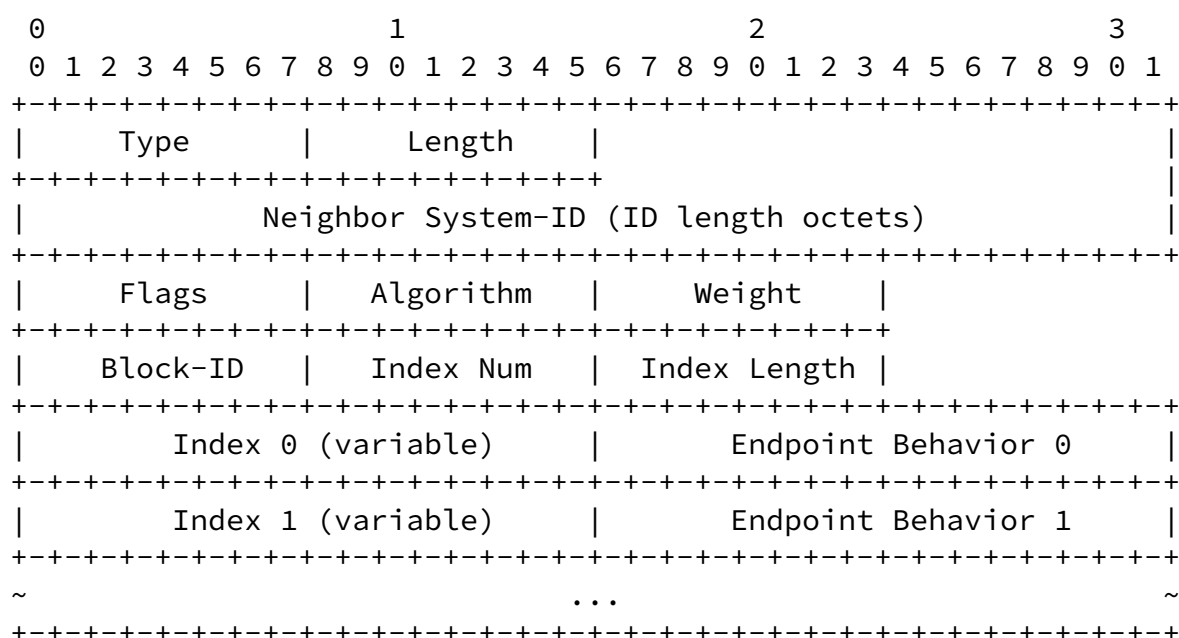 0                   1                   2                   3
 0 1 2 3 4 5 6 7 8 9 0 1 2 3 4 5 6 7 8 9 0 1 2 3 4 5 6 7 8 9 0 1
+-+-+-+-+-+-+-+-+-+-+-+-+-+-+-+-+-+-+-+-+-+-+-+-+-+-+-+-+-+-+-+-+
|     Type      |     Length    |                               |
+-+-+-+-+-+-+-+-+-+-+-+-+-+-+-+-+                               |
|             Neighbor System-ID (ID length octets)             |
+-+-+-+-+-+-+-+-+-+-+-+-+-+-+-+-+-+-+-+-+-+-+-+-+-+-+-+-+-+-+-+-+
|     Flags     |   Algorithm   |     Weight    |
+-+-+-+-+-+-+-+-+-+-+-+-+-+-+-+-+-+-+-+-+-+-+-+-+
|    Block-ID   |   Index Num   |  Index Length |
+-+-+-+-+-+-+-+-+-+-+-+-+-+-+-+-+-+-+-+-+-+-+-+-+-+-+-+-+-+-+-+-+
|        Index 0 (variable)     |       Endpoint Behavior 0     |
+-+-+-+-+-+-+-+-+-+-+-+-+-+-+-+-+-+-+-+-+-+-+-+-+-+-+-+-+-+-+-+-+
|        Index 1 (variable)     |       Endpoint Behavior 1     |
+-+-+-+-+-+-+-+-+-+-+-+-+-+-+-+-+-+-+-+-+-+-+-+-+-+-+-+-+-+-+-+-+
~                              ...                              ~
+-+-+-+-+-+-+-+-+-+-+-+-+-+-+-+-+-+-+-+-+-+-+-+-+-+-+-+-+-+-+-+-+